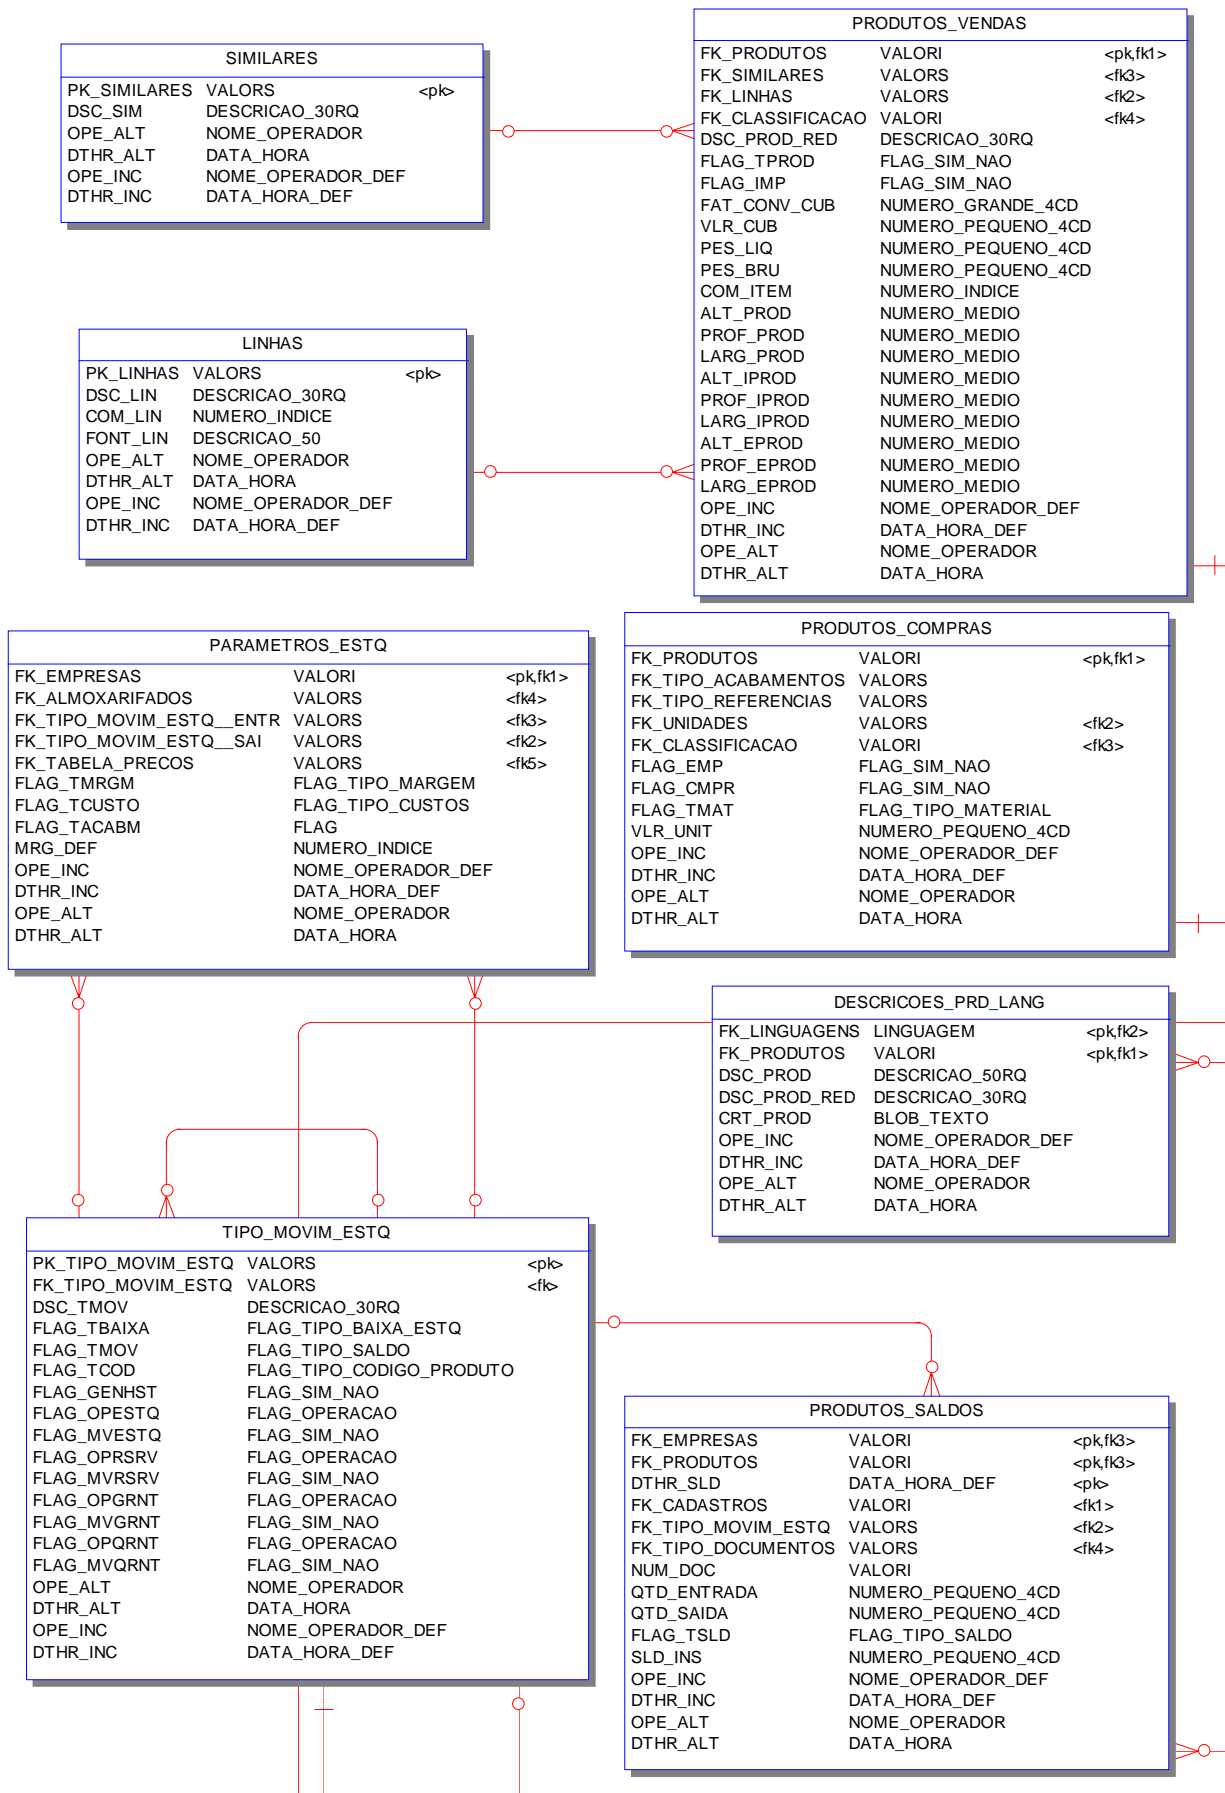 SIMILARES
PK_SIMILARES VALORS <pk>
DSC_SIM DESCRICAO_30RQ
OPE_ALT NOME_OPERADOR
DTHR_ALT DATA_HORA
OPE_INC NOME_OPERADOR_DEF
DTHR_INC DATA_HORA_DEF
PRODUTOS_VENDAS
FK_PRODUTOS VALORI <pk,fk1>
FK_SIMILARES VALORS <fk3>
FK_LINHAS VALORS <fk2>
FK_CLASSIFICACAO VALORI <fk4>
DSC_PROD_RED DESCRICAO_30RQ
FLAG_TPROD FLAG_SIM_NAO
FLAG_IMP FLAG_SIM_NAO
FAT_CONV_CUB NUMERO_GRANDE_4CD
VLR_CUB NUMERO_PEQUENO_4CD
PES_LIQ NUMERO_PEQUENO_4CD
PES_BRU NUMERO_PEQUENO_4CD
COM_ITEM NUMERO_INDICE
ALT_PROD NUMERO_MEDIO
PROF_PROD NUMERO_MEDIO
LARG_PROD NUMERO_MEDIO
ALT_IPROD NUMERO_MEDIO
PROF_IPROD NUMERO_MEDIO
LARG_IPROD NUMERO_MEDIO
ALT_EPROD NUMERO_MEDIO
PROF_EPROD NUMERO_MEDIO
LARG_EPROD NUMERO_MEDIO
OPE_INC NOME_OPERADOR_DEF
DTHR_INC DATA_HORA_DEF
OPE_ALT NOME_OPERADOR
DTHR_ALT DATA_HORA
LINHAS
PK_LINHAS VALORS <pk>
DSC_LIN DESCRICAO_30RQ
COM_LIN NUMERO_INDICE
FONT_LIN DESCRICAO_50
OPE_ALT NOME_OPERADOR
DTHR_ALT DATA_HORA
OPE_INC NOME_OPERADOR_DEF
DTHR_INC DATA_HORA_DEF
PARAMETROS_ESTQ
FK_EMPRESAS VALORI <pk,fk1>
FK_ALMOXARIFADOS VALORS <fk4>
FK_TIPO_MOVIM_ESTQ__ENTR VALORS <fk3>
FK_TIPO_MOVIM_ESTQ__SAI VALORS <fk2>
FK_TABELA_PRECOS VALORS <fk5>
FLAG_TMRGM FLAG_TIPO_MARGEM
FLAG_TCUSTO FLAG_TIPO_CUSTOS
FLAG_TACABM FLAG
MRG_DEF NUMERO_INDICE
OPE_INC NOME_OPERADOR_DEF
DTHR_INC DATA_HORA_DEF
OPE_ALT NOME_OPERADOR
DTHR_ALT DATA_HORA
PRODUTOS_COMPRAS
FK_PRODUTOS VALORI <pk,fk1>
FK_TIPO_ACABAMENTOS VALORS
FK_TIPO_REFERENCIAS VALORS
FK_UNIDADES VALORS <fk2>
FK_CLASSIFICACAO VALORI <fk3>
FLAG_EMP FLAG_SIM_NAO
FLAG_CMPR FLAG_SIM_NAO
FLAG_TMAT FLAG_TIPO_MATERIAL
VLR_UNIT NUMERO_PEQUENO_4CD
OPE_INC NOME_OPERADOR_DEF
DTHR_INC DATA_HORA_DEF
OPE_ALT NOME_OPERADOR
DTHR_ALT DATA_HORA
DESCRICOES_PRD_LANG
FK_LINGUAGENS LINGUAGEM <pk,fk2>
FK_PRODUTOS VALORI <pk,fk1>
DSC_PROD DESCRICAO_50RQ
DSC_PROD_RED DESCRICAO_30RQ
CRT_PROD BLOB_TEXTO
OPE_INC NOME_OPERADOR_DEF
DTHR_INC DATA_HORA_DEF
OPE_ALT NOME_OPERADOR
DTHR_ALT DATA_HORA
TIPO_MOVIM_ESTQ
PK_TIPO_MOVIM_ESTQ VALORS <pk>
FK_TIPO_MOVIM_ESTQ VALORS <fk>
DSC_TMOV DESCRICAO_30RQ
FLAG_TBAIXA FLAG_TIPO_BAIXA_ESTQ
FLAG_TMOV FLAG_TIPO_SALDO
FLAG_TCOD FLAG_TIPO_CODIGO_PRODUTO
FLAG_GENHST FLAG_SIM_NAO
FLAG_OPESTQ FLAG_OPERACAO
FLAG_MVESTQ FLAG_SIM_NAO
FLAG_OPRSRV FLAG_OPERACAO
FLAG_MVRSRV FLAG_SIM_NAO
FLAG_OPGRNT FLAG_OPERACAO
FLAG_MVGRNT FLAG_SIM_NAO
FLAG_OPQRNT FLAG_OPERACAO
FLAG_MVQRNT FLAG_SIM_NAO
OPE_ALT NOME_OPERADOR
DTHR_ALT DATA_HORA
OPE_INC NOME_OPERADOR_DEF
DTHR_INC DATA_HORA_DEF
PRODUTOS_SALDOS
FK_EMPRESAS VALORI <pk,fk3>
FK_PRODUTOS VALORI <pk,fk3>
DTHR_SLD DATA_HORA_DEF <pk>
FK_CADASTROS VALORI <fk1>
FK_TIPO_MOVIM_ESTQ VALORS <fk2>
FK_TIPO_DOCUMENTOS VALORS <fk4>
NUM_DOC VALORI
QTD_ENTRADA NUMERO_PEQUENO_4CD
QTD_SAIDA NUMERO_PEQUENO_4CD
FLAG_TSLD FLAG_TIPO_SALDO
SLD_INS NUMERO_PEQUENO_4CD
OPE_INC NOME_OPERADOR_DEF
DTHR_INC DATA_HORA_DEF
OPE_ALT NOME_OPERADOR
DTHR_ALT DATA_HORA